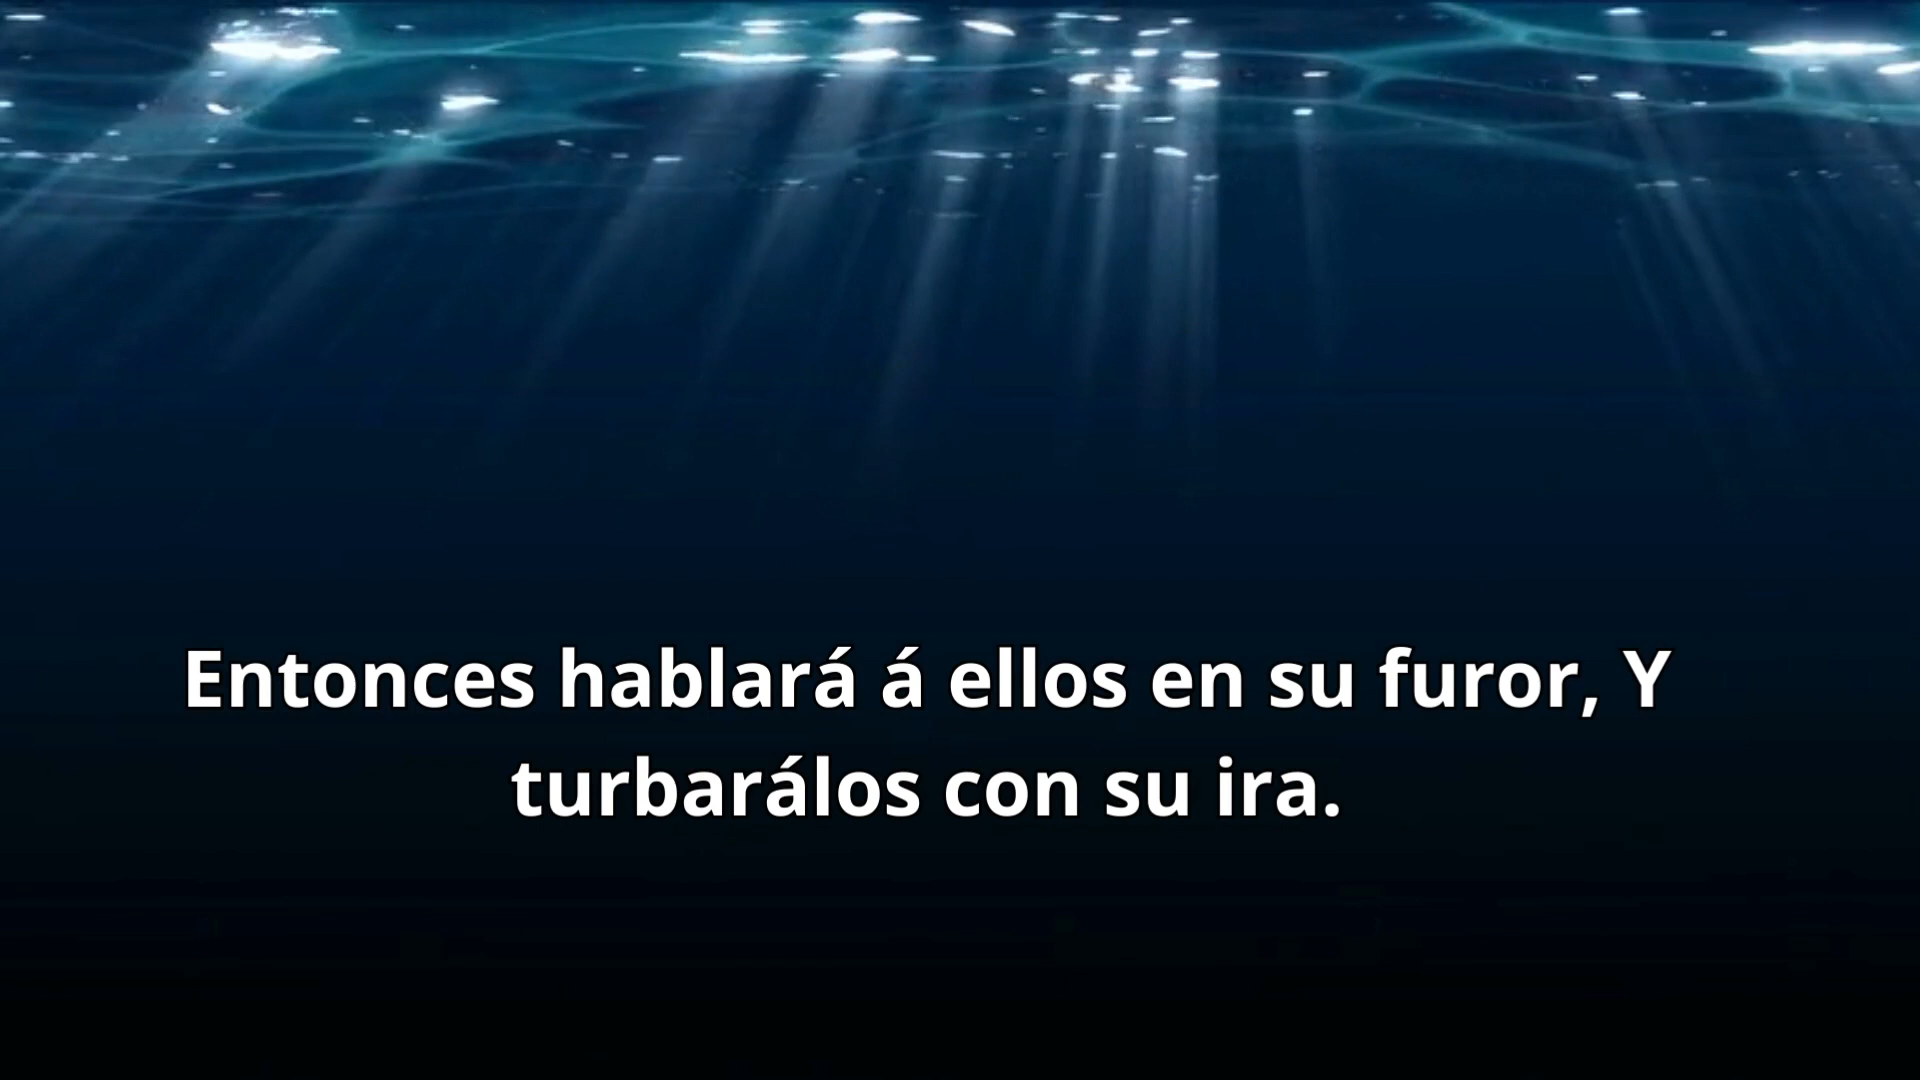 Entonces hablará á ellos en su furor, Y
turbarálos con su ira.